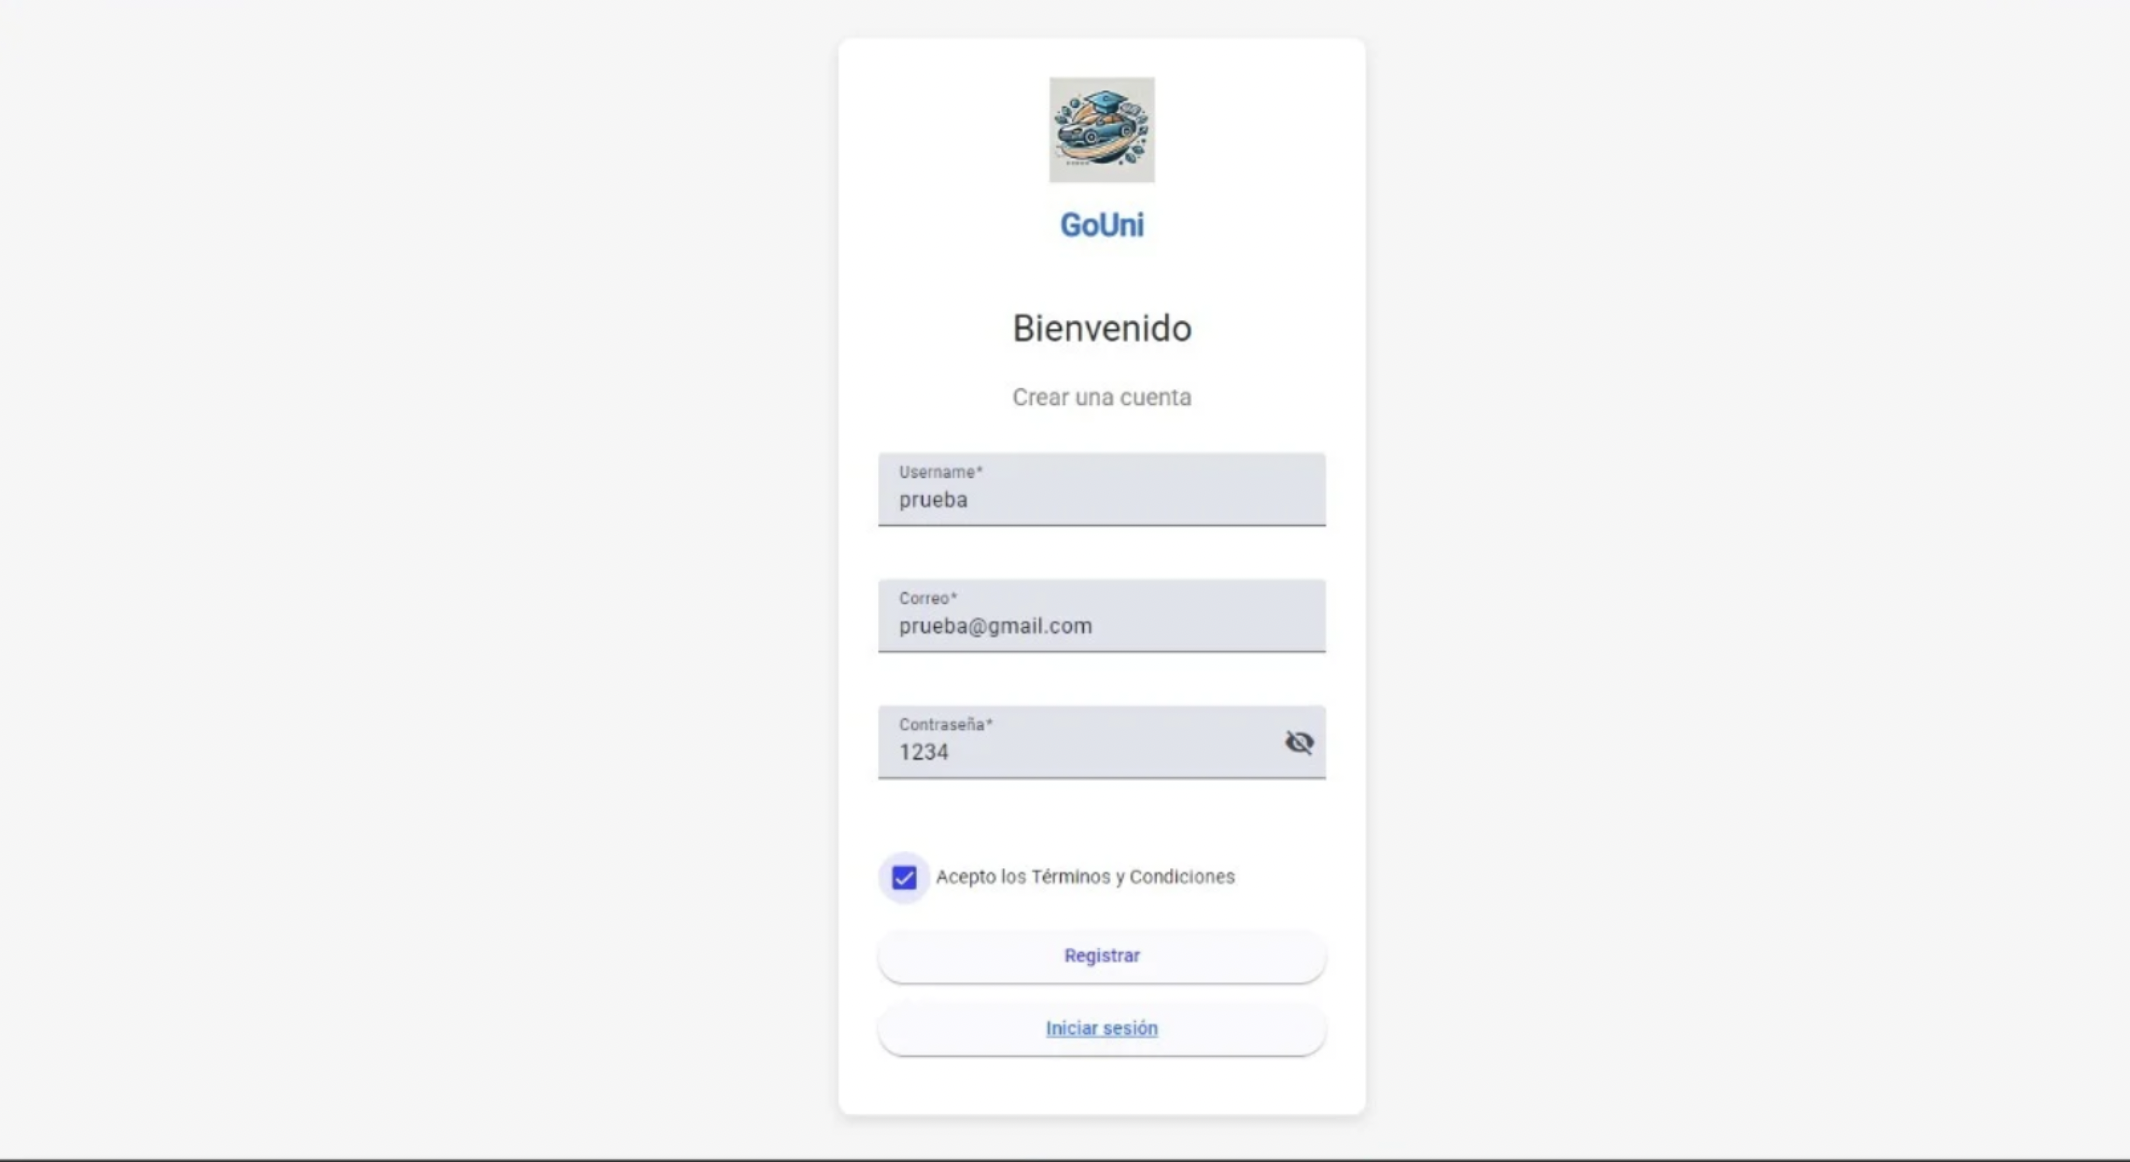 GoUni
Bienvenido
Crear una cuenta
Username*
prueba
Correo*
prueba@gmail.com
Contraseña*
1234
Acepto los Términos y Condiciones
Registrar
Iniciar sesión